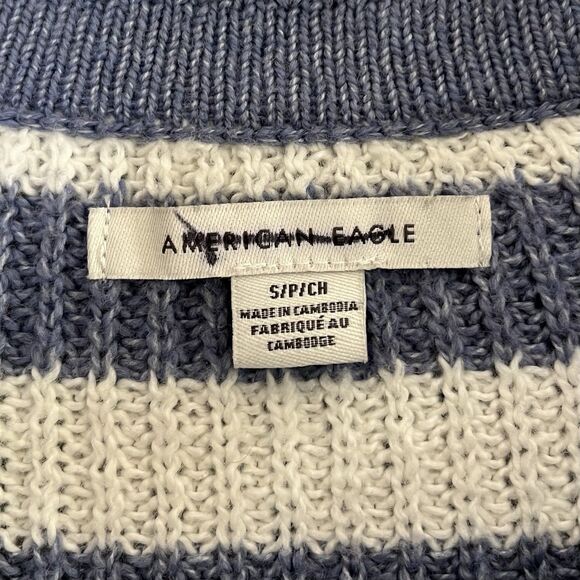 AMERICAN EAGLE
S/P/CH
MADE IN CAMBODIA
FABRIQUÉ AU
CAMBODGE